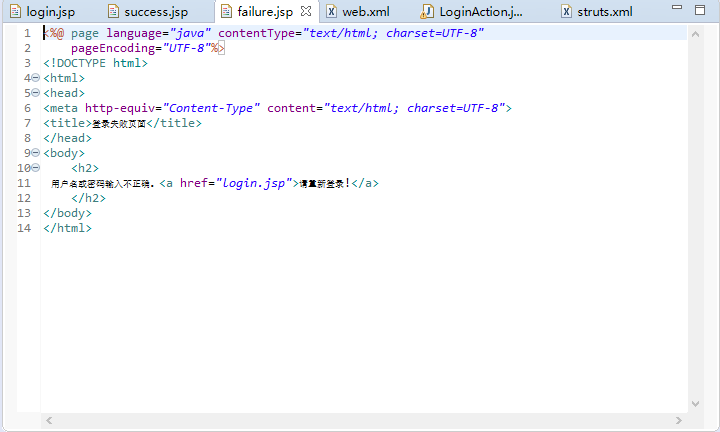 login.jsp success.jsp failure.jsp web.xml LoginAction.j... struts.xml
1 <%@ page language="java" contentType="text/html; charset=UTF-8"
2 pageEncoding="UTF-8"%>
3 <!DOCTYPE html>
4 <html>
5 <head>
6 <meta http-equiv="Content-Type" content="text/html; charset=UTF-8">
7 <title>登录失败页面</title>
8 </head>
9 <body>
10 <h2>
11 用户名或密码输入不正确. <a href="login.jsp">请重新登录!</a>
12 </h2>
13 </body>
14 </html>